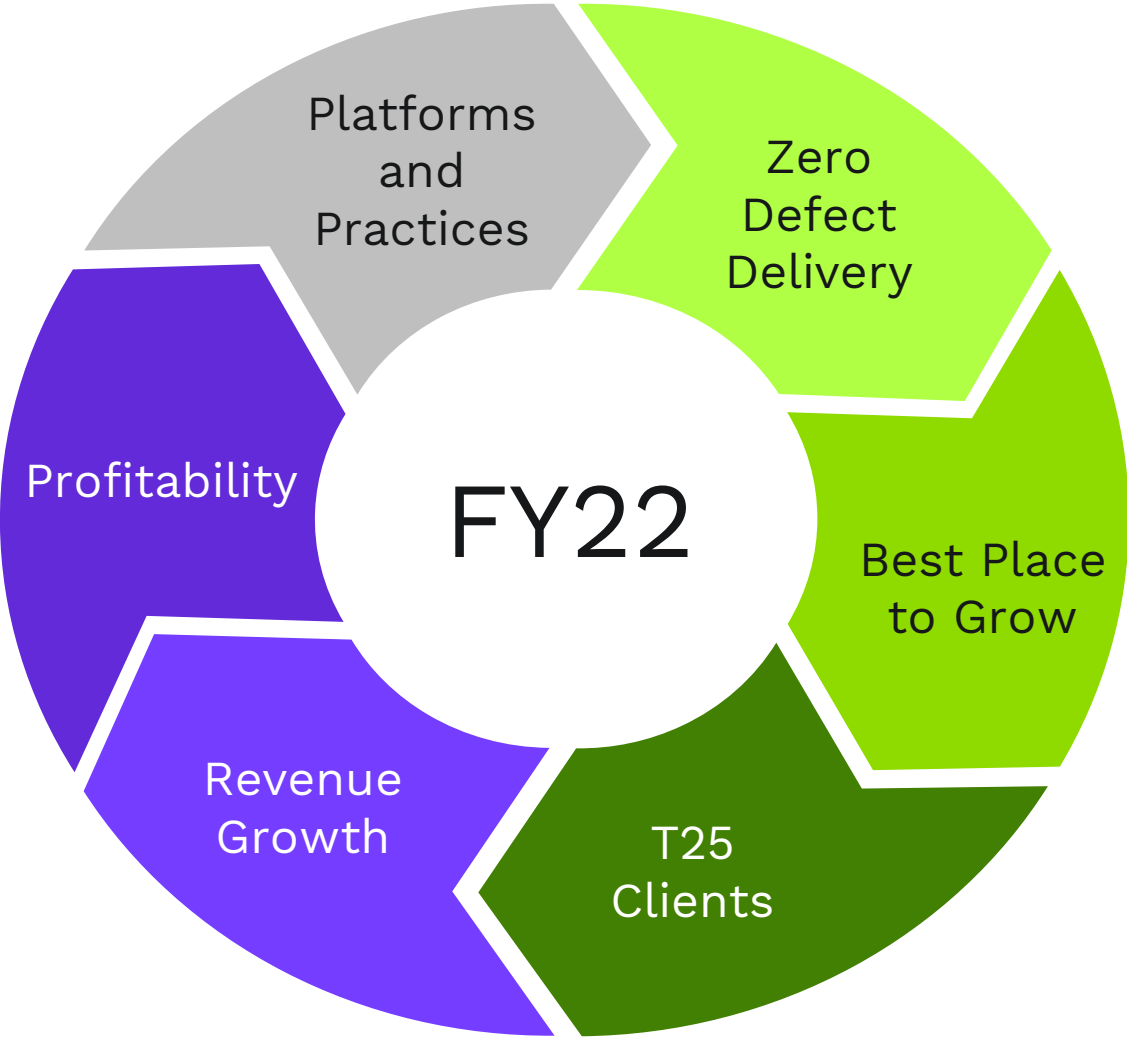 Platforms
and
Practices
Zero
Defect
Delivery
Best Place
to Grow
T25
Clients
Revenue
Growth
Profitability
FY22